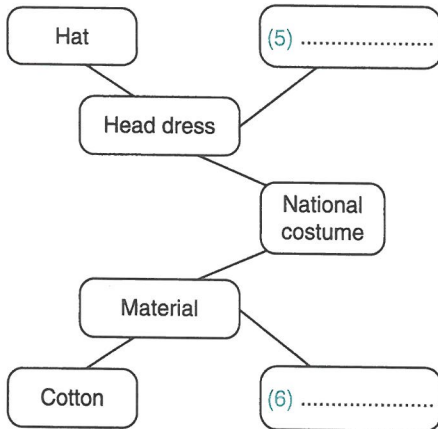 Hat
(5) ......................
Head dress
National
costume
Material
Cotton
(6) ......................